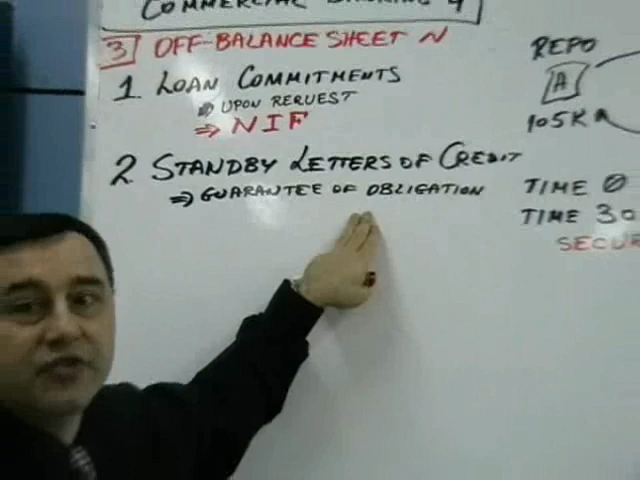 COMMERCIAL BANKING 4
3 OFF-BALANCE SHEET N
1 LOAN COMMITMENTS
⇒ UPON REQUEST
⇒ NIF
2 STANDBY LETTERS OF CREDIT
⇒ GUARANTEE OF OBLIGATION
REPO
A
105K
TIME 0
TIME 30
SECUR